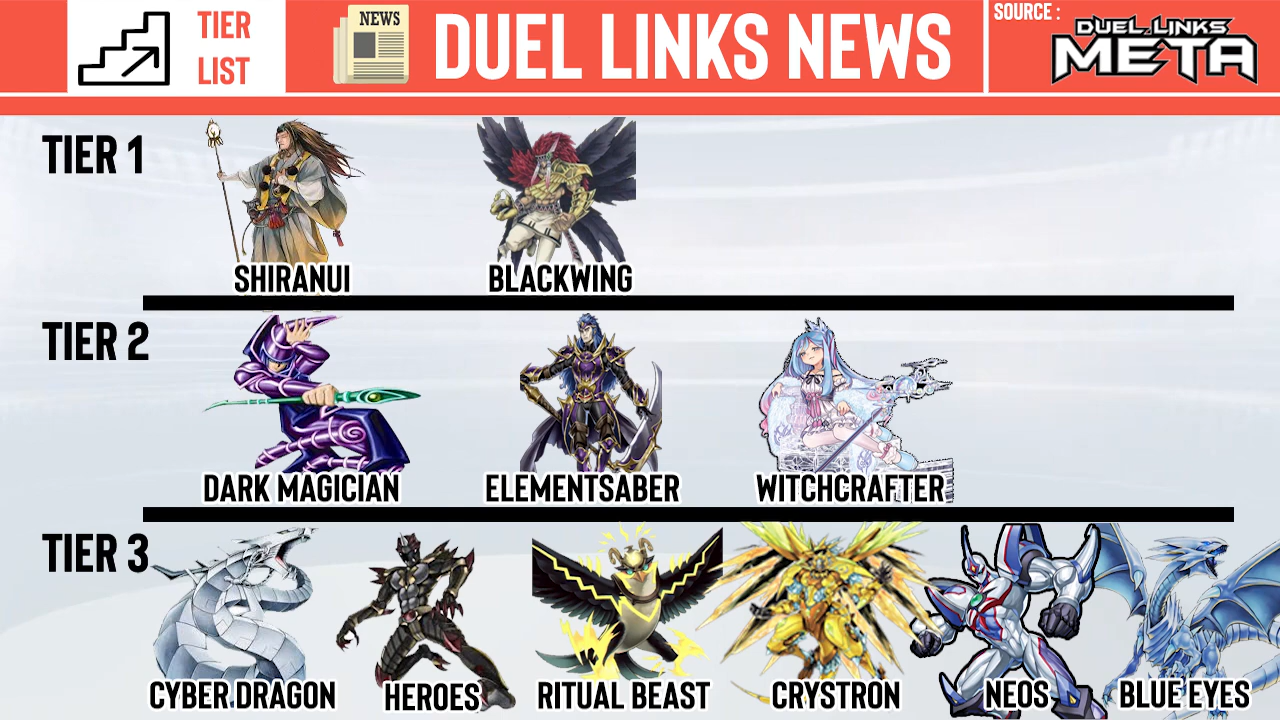 TIER
LIST
NEWS
DUEL LINKS NEWS
SOURCE :
DUEL LINKS
META
TIER 1
SHIRANUI
BLACKWING
TIER 2
DARK MAGICIAN
ELEMENTSABER
WITCHCRAFTER
TIER 3
CYBER DRAGON
HEROES
RITUAL BEAST
CRYSTRON
NEOS
BLUE EYES